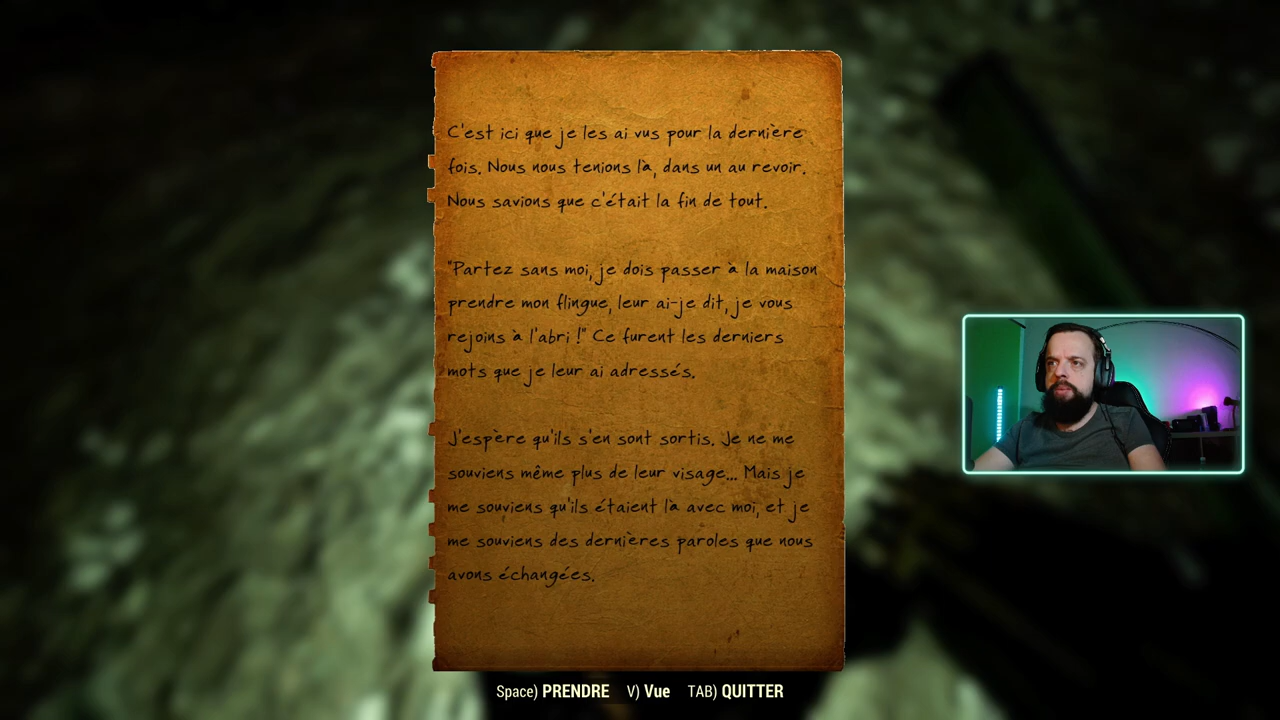 C'est ici que je les ai vus pour la dernière
fois. Nous nous tenions là, dans un au revoir.
Nous savions que c'était la fin de tout.
"Partez sans moi, je dois passer à la maison
prendre mon flingue, leur ai-je dit, je vous
rejoins à l'abri !" Ce furent les derniers
mots que je leur ai adressés.
J'espère qu'ils s'en sont sortis. Je ne me
souviens même plus de leur visage... Mais je
me souviens qu'ils étaient là avec moi, et je
me souviens des dernières paroles que nous
avons échangées.
Space) PRENDRE V) Vue TAB) QUITTER